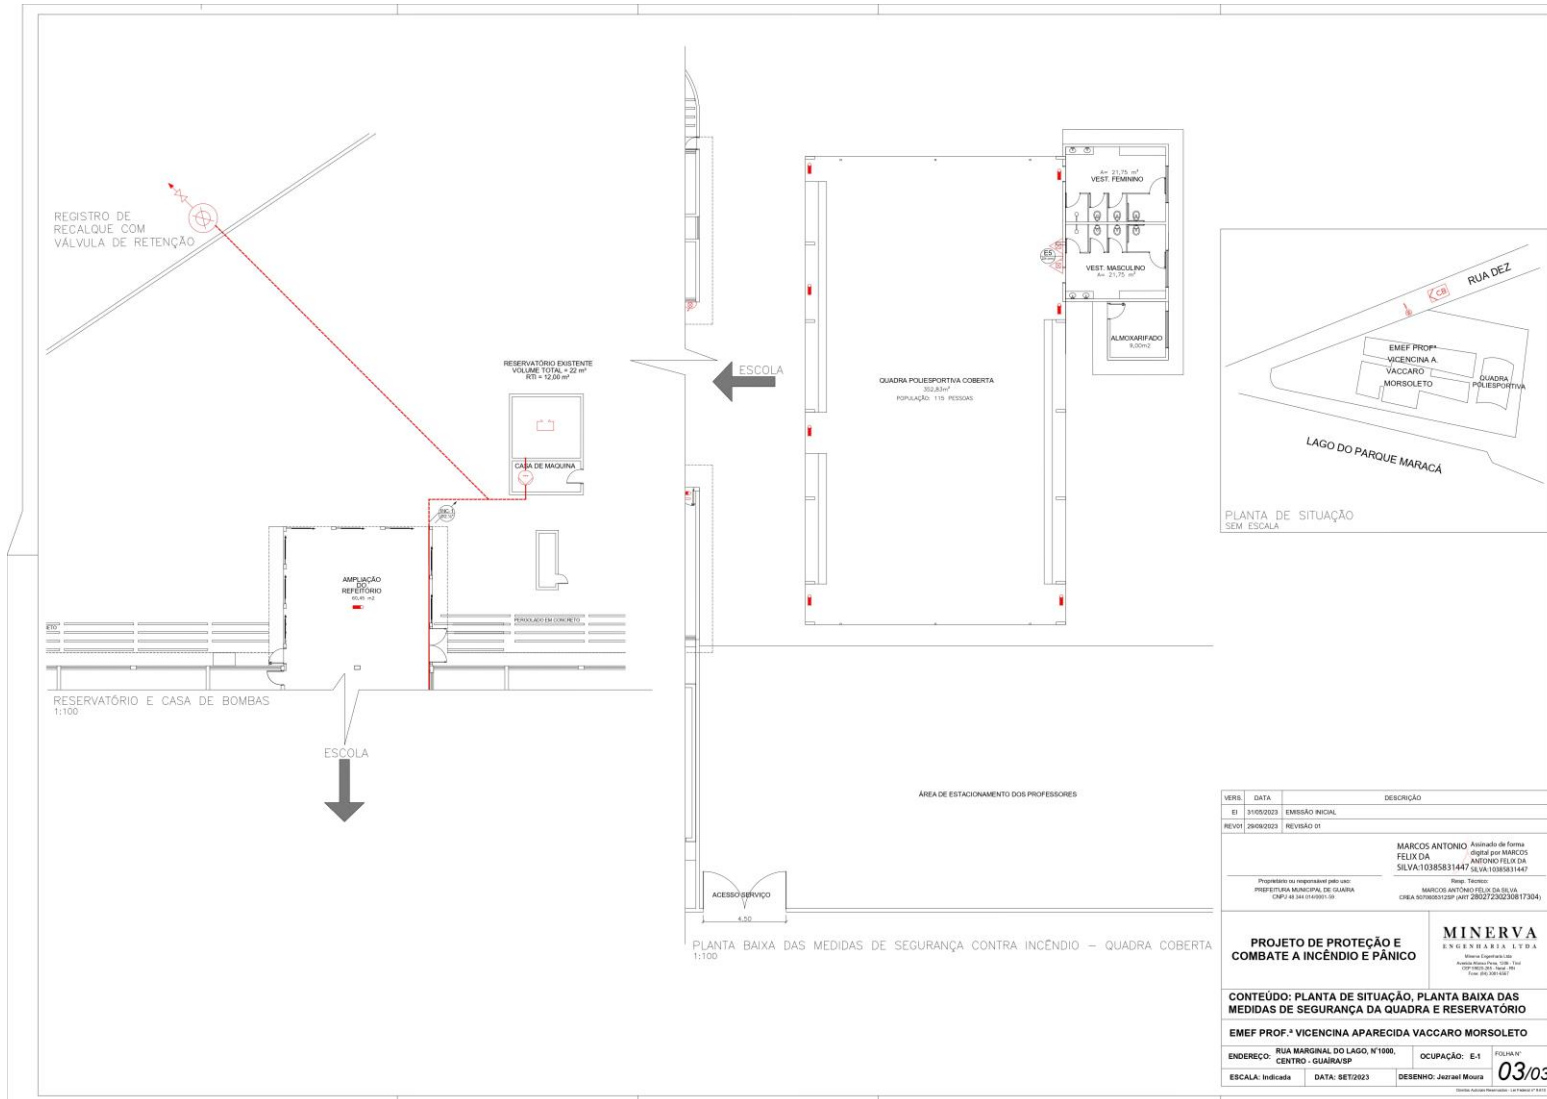 REGISTRO DE
RECALQUE COM
VÁLVULA DE RETENÇÃO
RESERVATÓRIO EXISTENTE
VOLUME TOTAL = 22 m³
RTI = 12,00 m³
CASA DE MAQUINA
AMPLIAÇÃO
DO
REFEITÓRIO
PERGOLADO EM CONCRETO
RESERVATÓRIO E CASA DE BOMBAS
1:100
ESCOLA
ESCOLA
A= 21,75 m²
VEST. FEMININO
E5
VEST. MASCULINO
A= 21,75 m²
ALMOXARIFADO
9,00m2
QUADRA POLIESPORTIVA COBERTA
352,83m²
POPULAÇÃO: 115 PESSOAS
ÁREA DE ESTACIONAMENTO DOS PROFESSORES
ACESSO SERVIÇO
4,50
PLANTA BAIXA DAS MEDIDAS DE SEGURANÇA CONTRA INCÊNDIO – QUADRA COBERTA
1:100
RUA DEZ
CB
EMEF PROFª
VICENCINA A.
VACCARO
MORSOLETO
QUADRA
POLIESPORTIVA
LAGO DO PARQUE MARACÁ
PLANTA DE SITUAÇÃO
SEM ESCALA
VERS. DATA DESCRIÇÃO
EI 31/05/2023 EMISSÃO INICIAL
REV01 29/09/2023 REVISÃO 01
MARCOS ANTONIO
FELIX DA
SILVA:10385831447
Assinado de forma
digital por MARCOS
ANTONIO FELIX DA
SILVA:10385831447
Proprietário ou responsável pelo uso:
PREFEITURA MUNICIPAL DE GUAÍRA
Resp. Técnico:
MARCOS ANTÔNIO FELIX DA SILVA
PROJETO DE PROTEÇÃO E
COMBATE A INCÊNDIO E PÂNICO
MINERVA
ENGENHARIA LTDA
CONTEÚDO: PLANTA DE SITUAÇÃO, PLANTA BAIXA DAS
MEDIDAS DE SEGURANÇA DA QUADRA E RESERVATÓRIO
EMEF PROF.ª VICENCINA APARECIDA VACCARO MORSOLETO
ENDEREÇO: RUA MARGINAL DO LAGO, N°1000,
CENTRO - GUAÍRA/SP
OCUPAÇÃO: E-1
FOLHA N°
03/03
ESCALA: Indicada DATA: SET/2023 DESENHO: Jezrael Moura